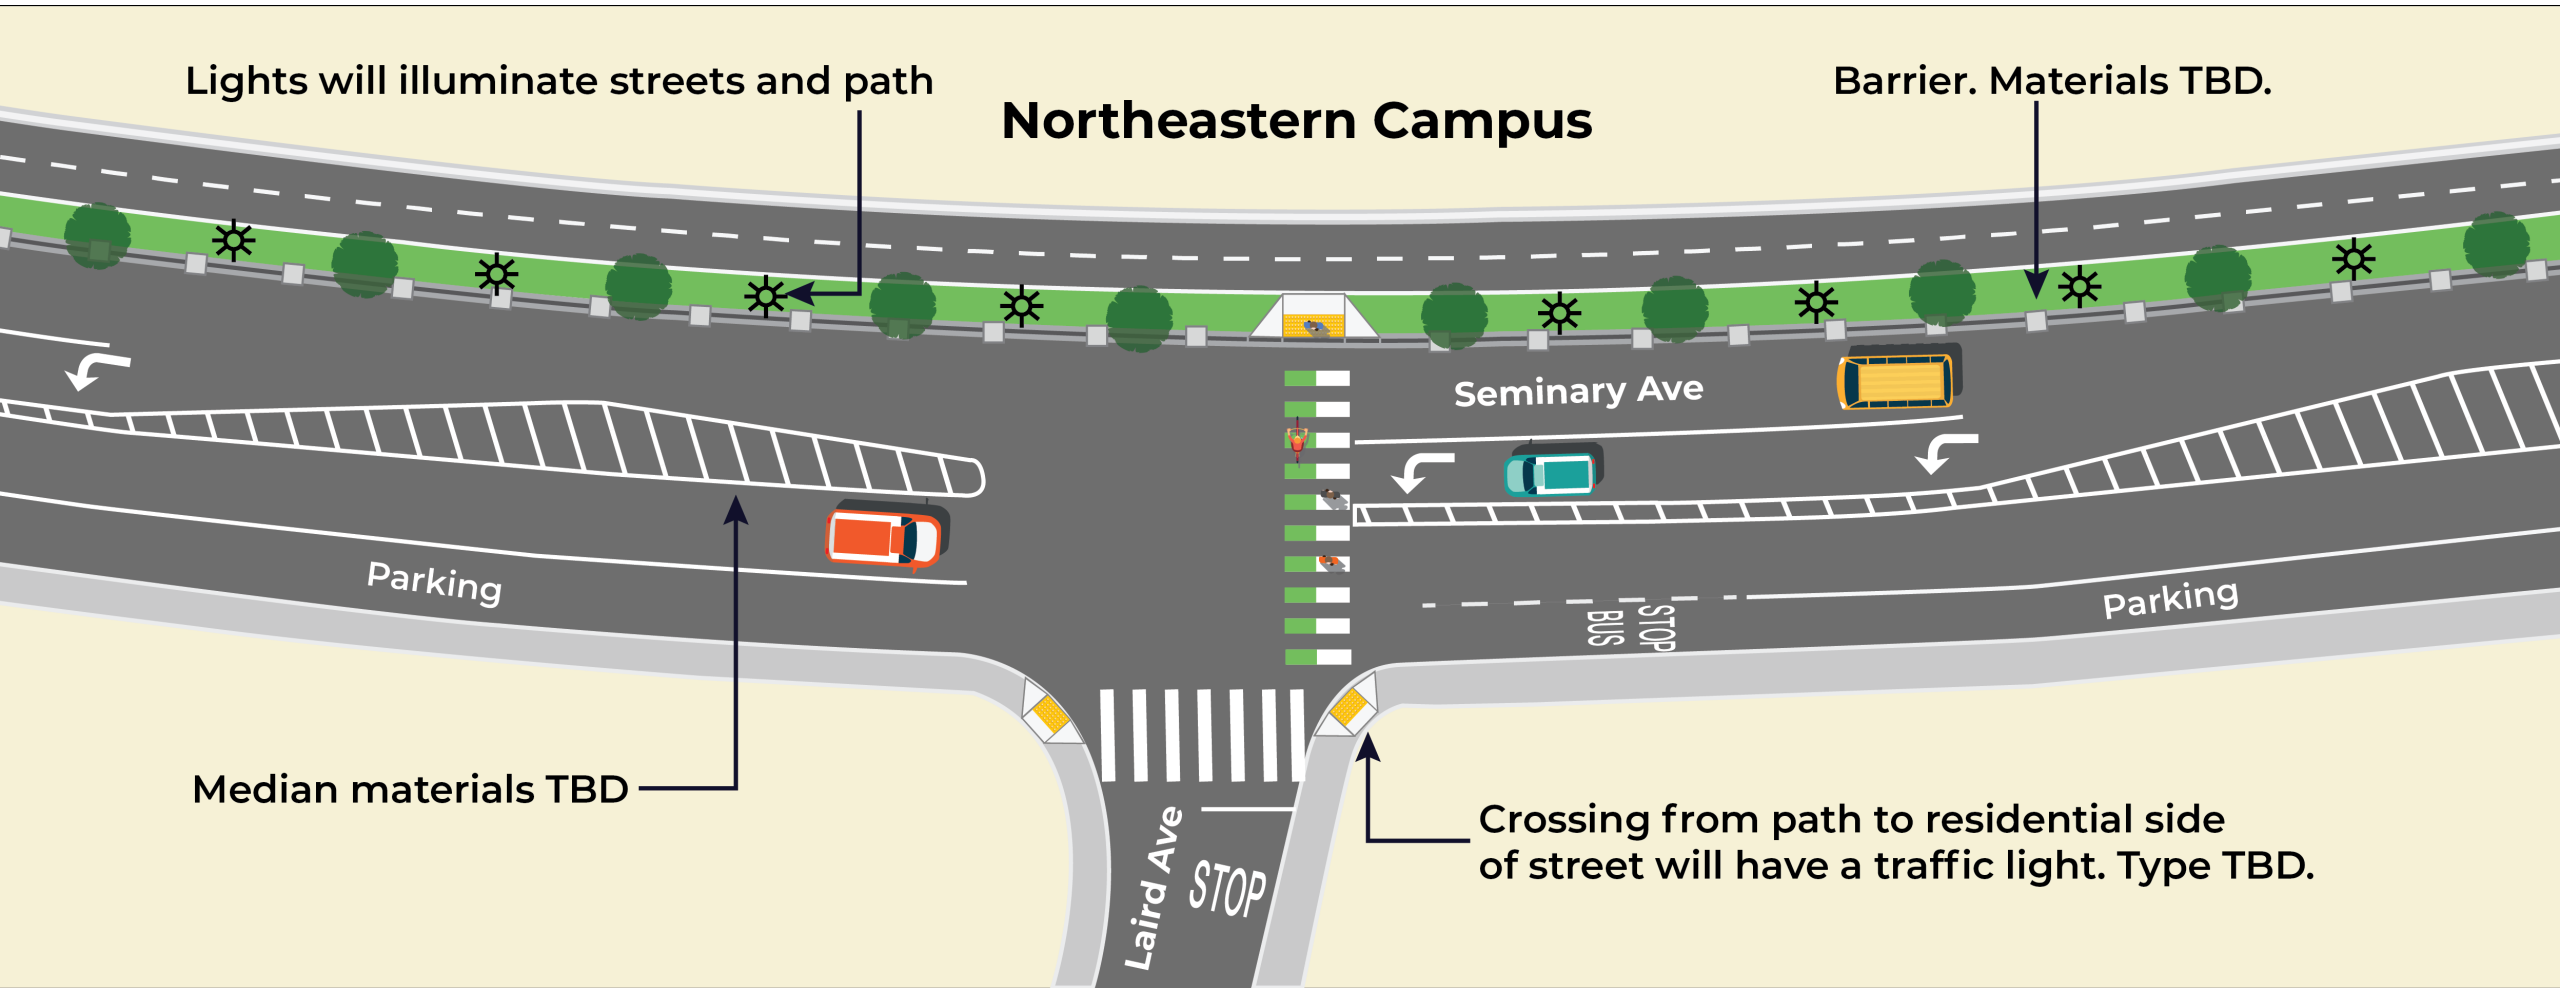 Lights will illuminate streets and path
Northeastern Campus
Barrier. Materials TBD.
Seminary Ave
Parking
STOP
BUS
Parking
Median materials TBD
Crossing from path to residential side
of street will have a traffic light. Type TBD.
Laird Ave
STOP